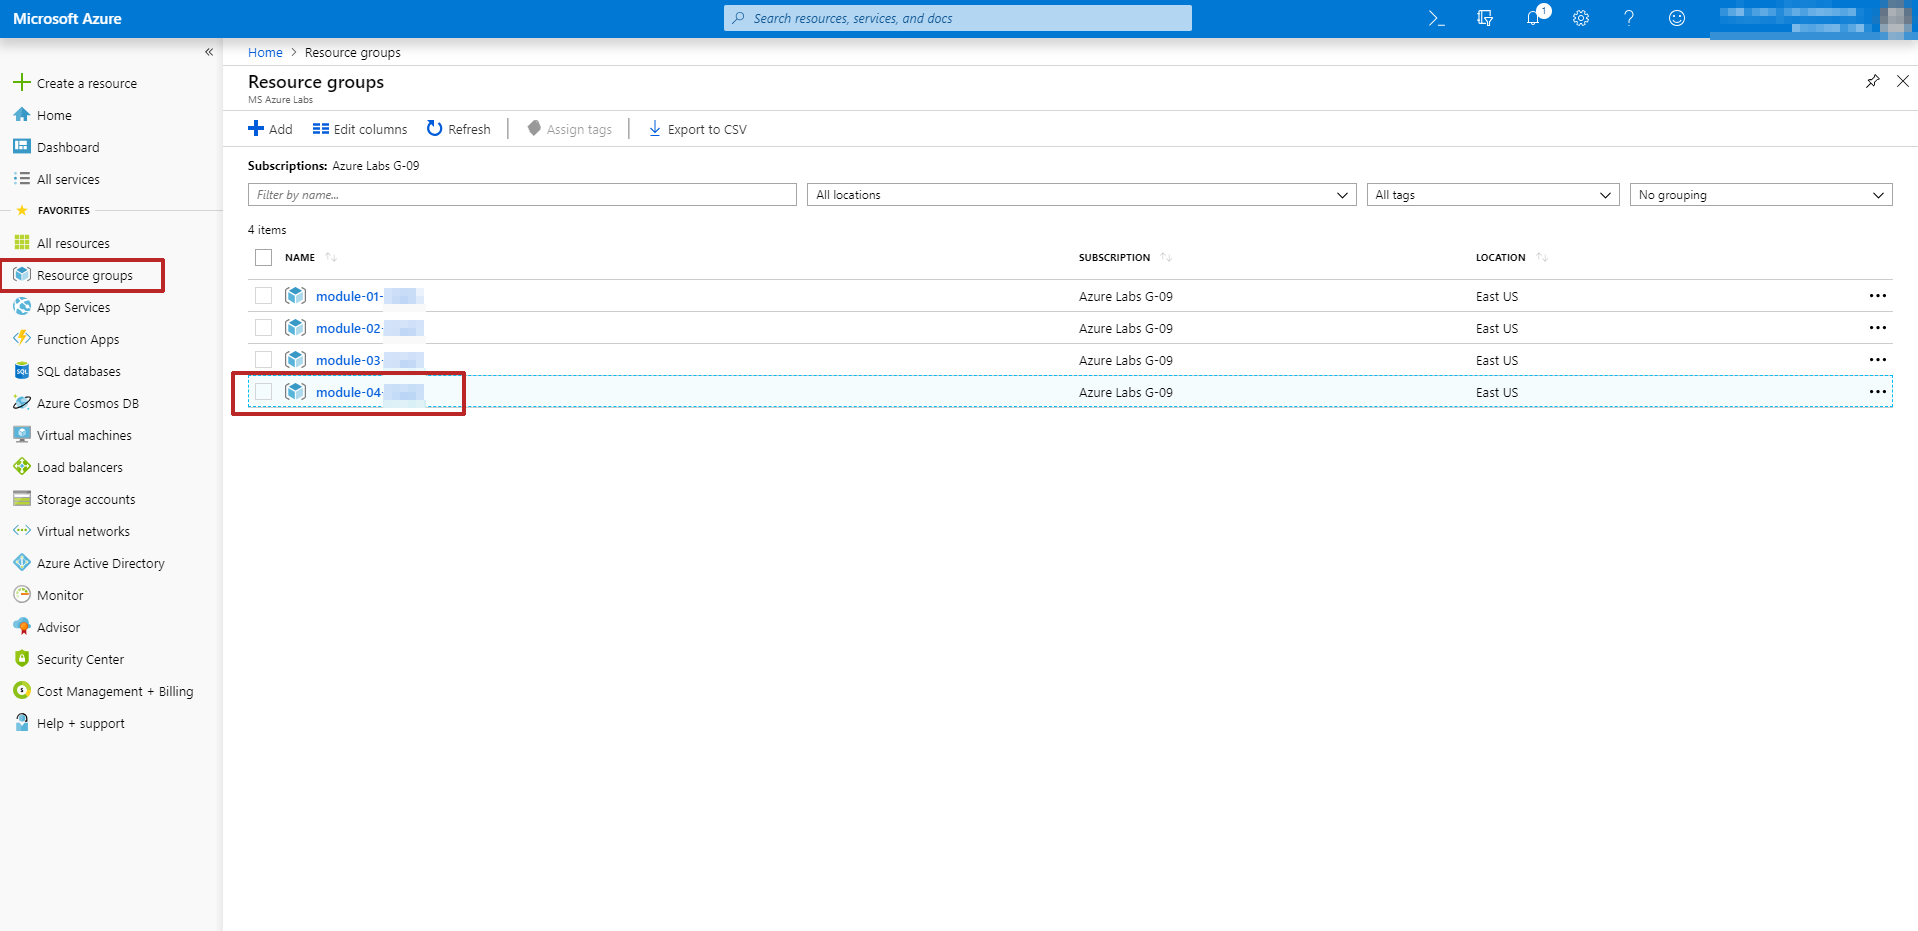 Microsoft Azure
Search resources, services, and docs
1
«
Create a resource
Home
Dashboard
All services
FAVORITES
All resources
Resource groups
App Services
Function Apps
SQL databases
Azure Cosmos DB
Virtual machines
Load balancers
Storage accounts
Virtual networks
Azure Active Directory
Monitor
Advisor
Security Center
Cost Management + Billing
Help + support
Home > Resource groups
Resource groups
MS Azure Labs
Add Edit columns Refresh Assign tags Export to CSV
Subscriptions: Azure Labs G-09
Filter by name... All locations All tags No grouping
4 items
NAME SUBSCRIPTION LOCATION
module-01- Azure Labs G-09 East US
module-02- Azure Labs G-09 East US
module-03- Azure Labs G-09 East US
module-04- Azure Labs G-09 East US